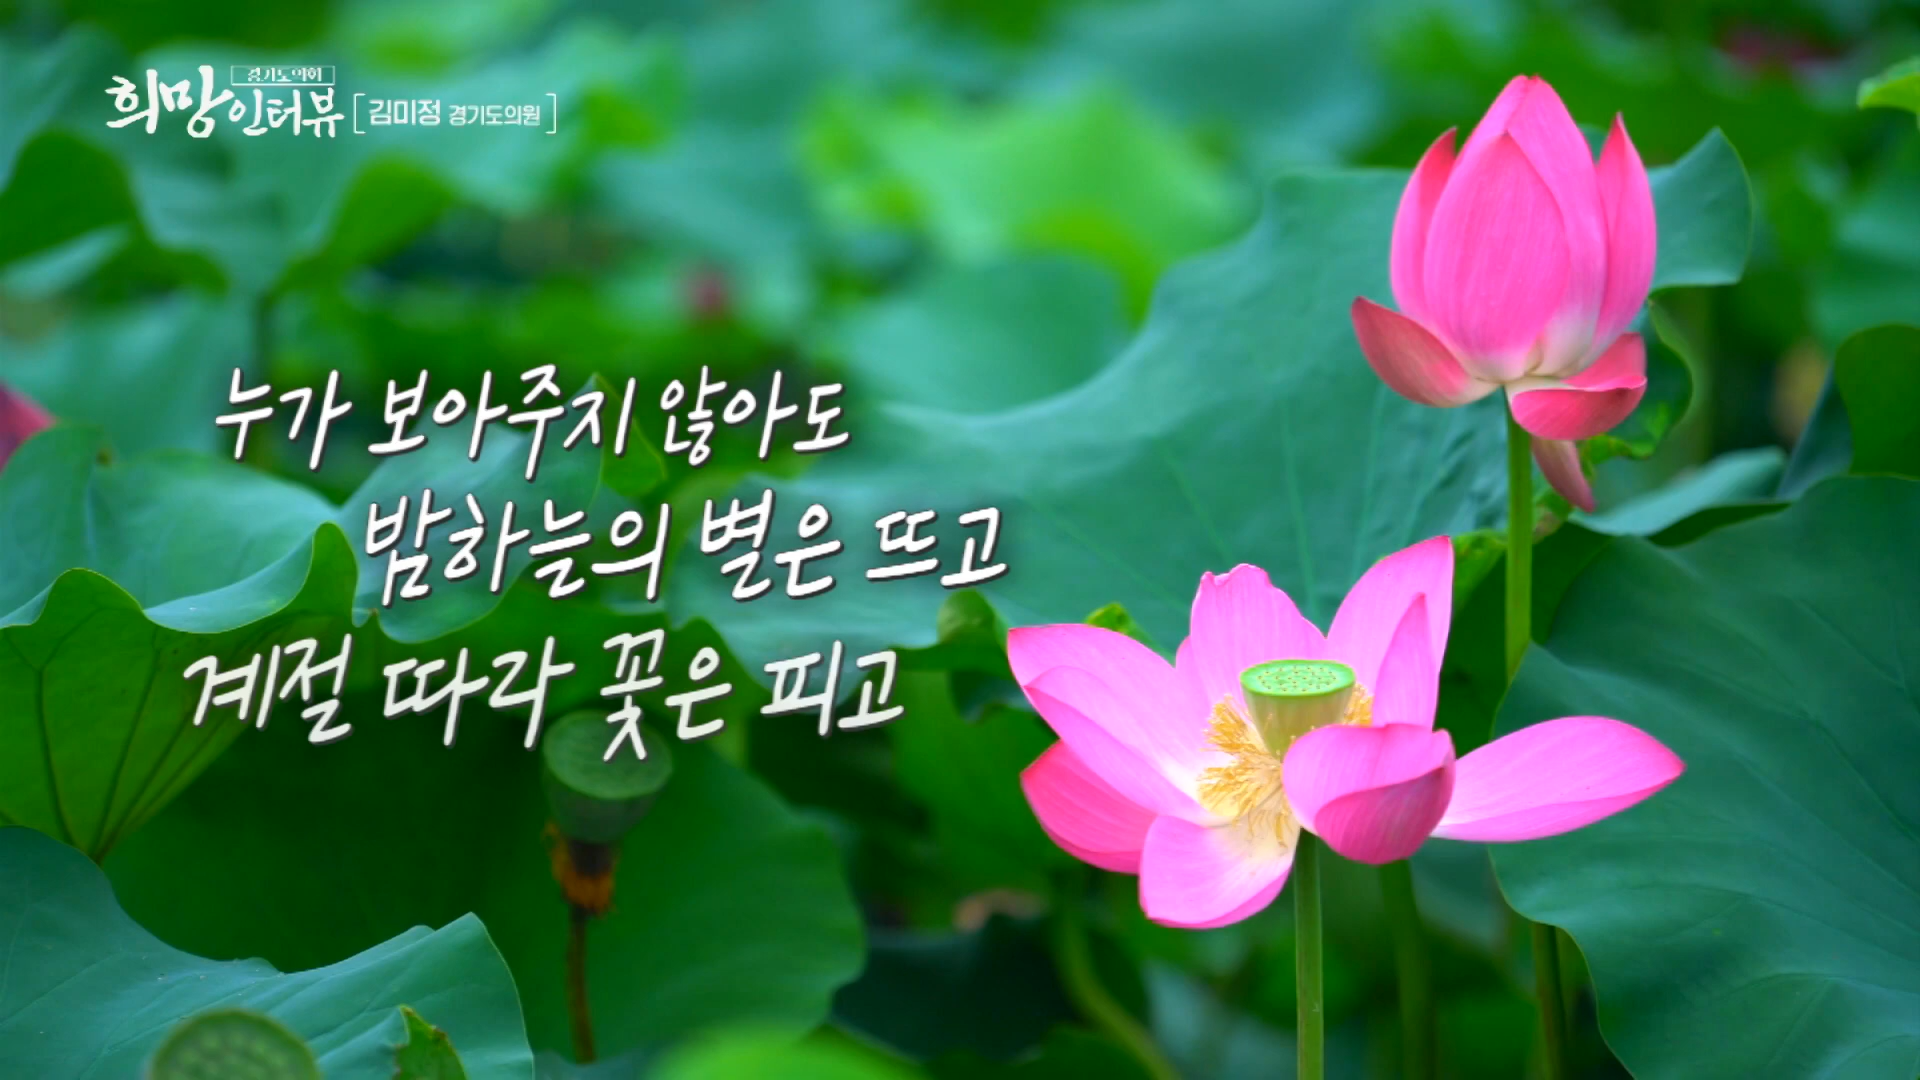 경기도의회
희망인터뷰 [김미정 경기도의원]
누가 보아주지 않아도
밤하늘의 별은 뜨고
계절 따라 꽃은 피고